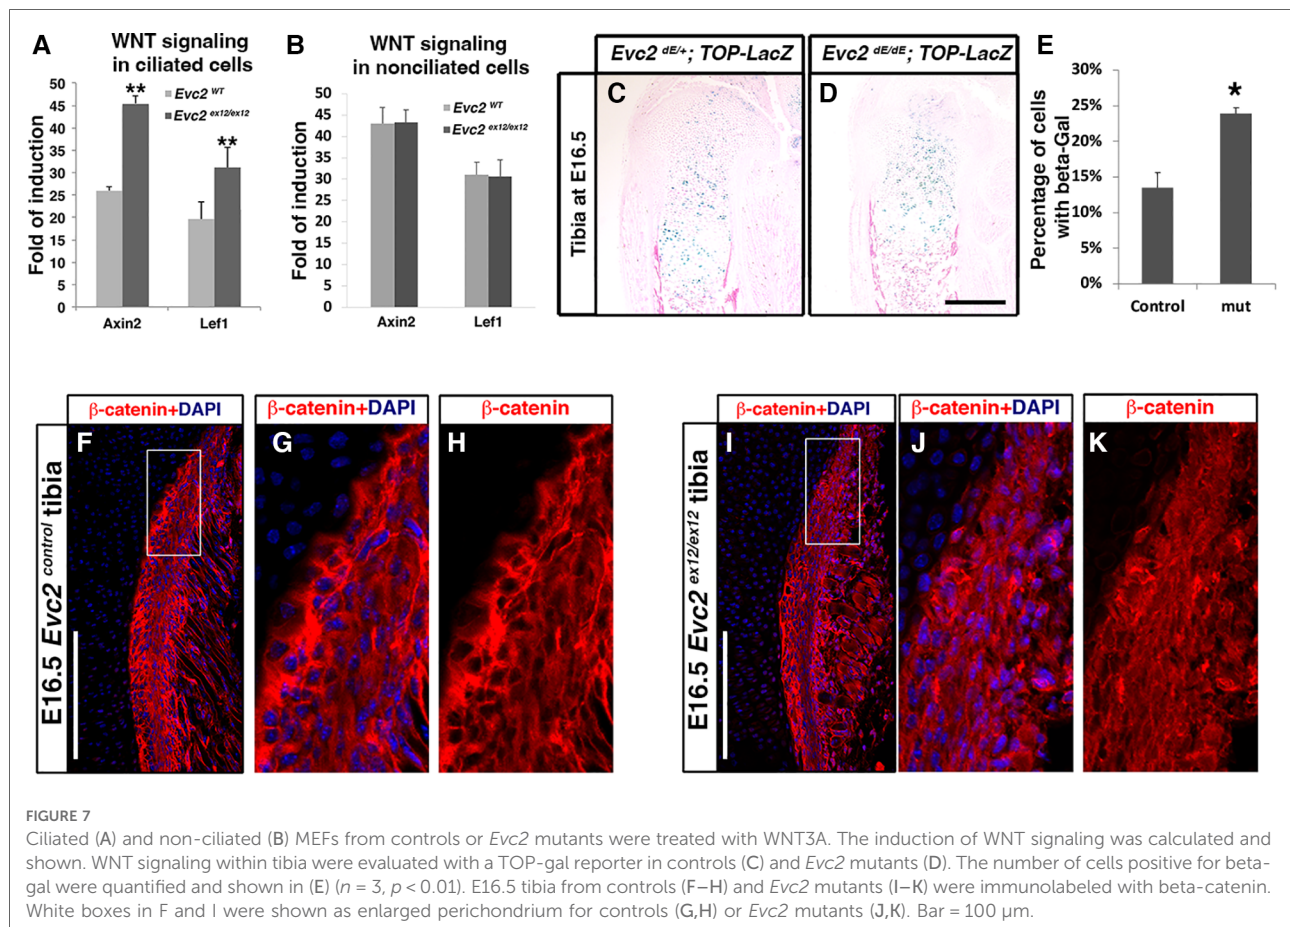 A
WNT signaling
in ciliated cells
Fold of induction
50
45
40
35
30
25
20
15
10
5
0
**
**
Evc2 WT
Evc2 ex12/ex12
Axin2
Lef1
B
WNT signaling
in nonciliated cells
Fold of induction
50
45
40
35
30
25
20
15
10
5
0
Evc2 WT
Evc2 ex12/ex12
Axin2
Lef1
Evc2 dE/+; TOP-LacZ
Evc2 dE/dE; TOP-LacZ
Tibia at E16.5
C
D
E
Percentage of cells
with beta-Gal
30%
25%
20%
15%
10%
5%
0%
*
Control
mut
E16.5 Evc2 control tibia
β-catenin+DAPI
β-catenin+DAPI
β-catenin
F
G
H
E16.5 Evc2 ex12/ex12 tibia
β-catenin+DAPI
β-catenin+DAPI
β-catenin
I
J
K
FIGURE 7
Ciliated (A) and non-ciliated (B) MEFs from controls or Evc2 mutants were treated with WNT3A. The induction of WNT signaling was calculated and
shown. WNT signaling within tibia were evaluated with a TOP-gal reporter in controls (C) and Evc2 mutants (D). The number of cells positive for beta-
gal were quantified and shown in (E) (n = 3, p < 0.01). E16.5 tibia from controls (F–H) and Evc2 mutants (I–K) were immunolabeled with beta-catenin.
White boxes in F and I were shown as enlarged perichondrium for controls (G,H) or Evc2 mutants (J,K). Bar = 100 μm.